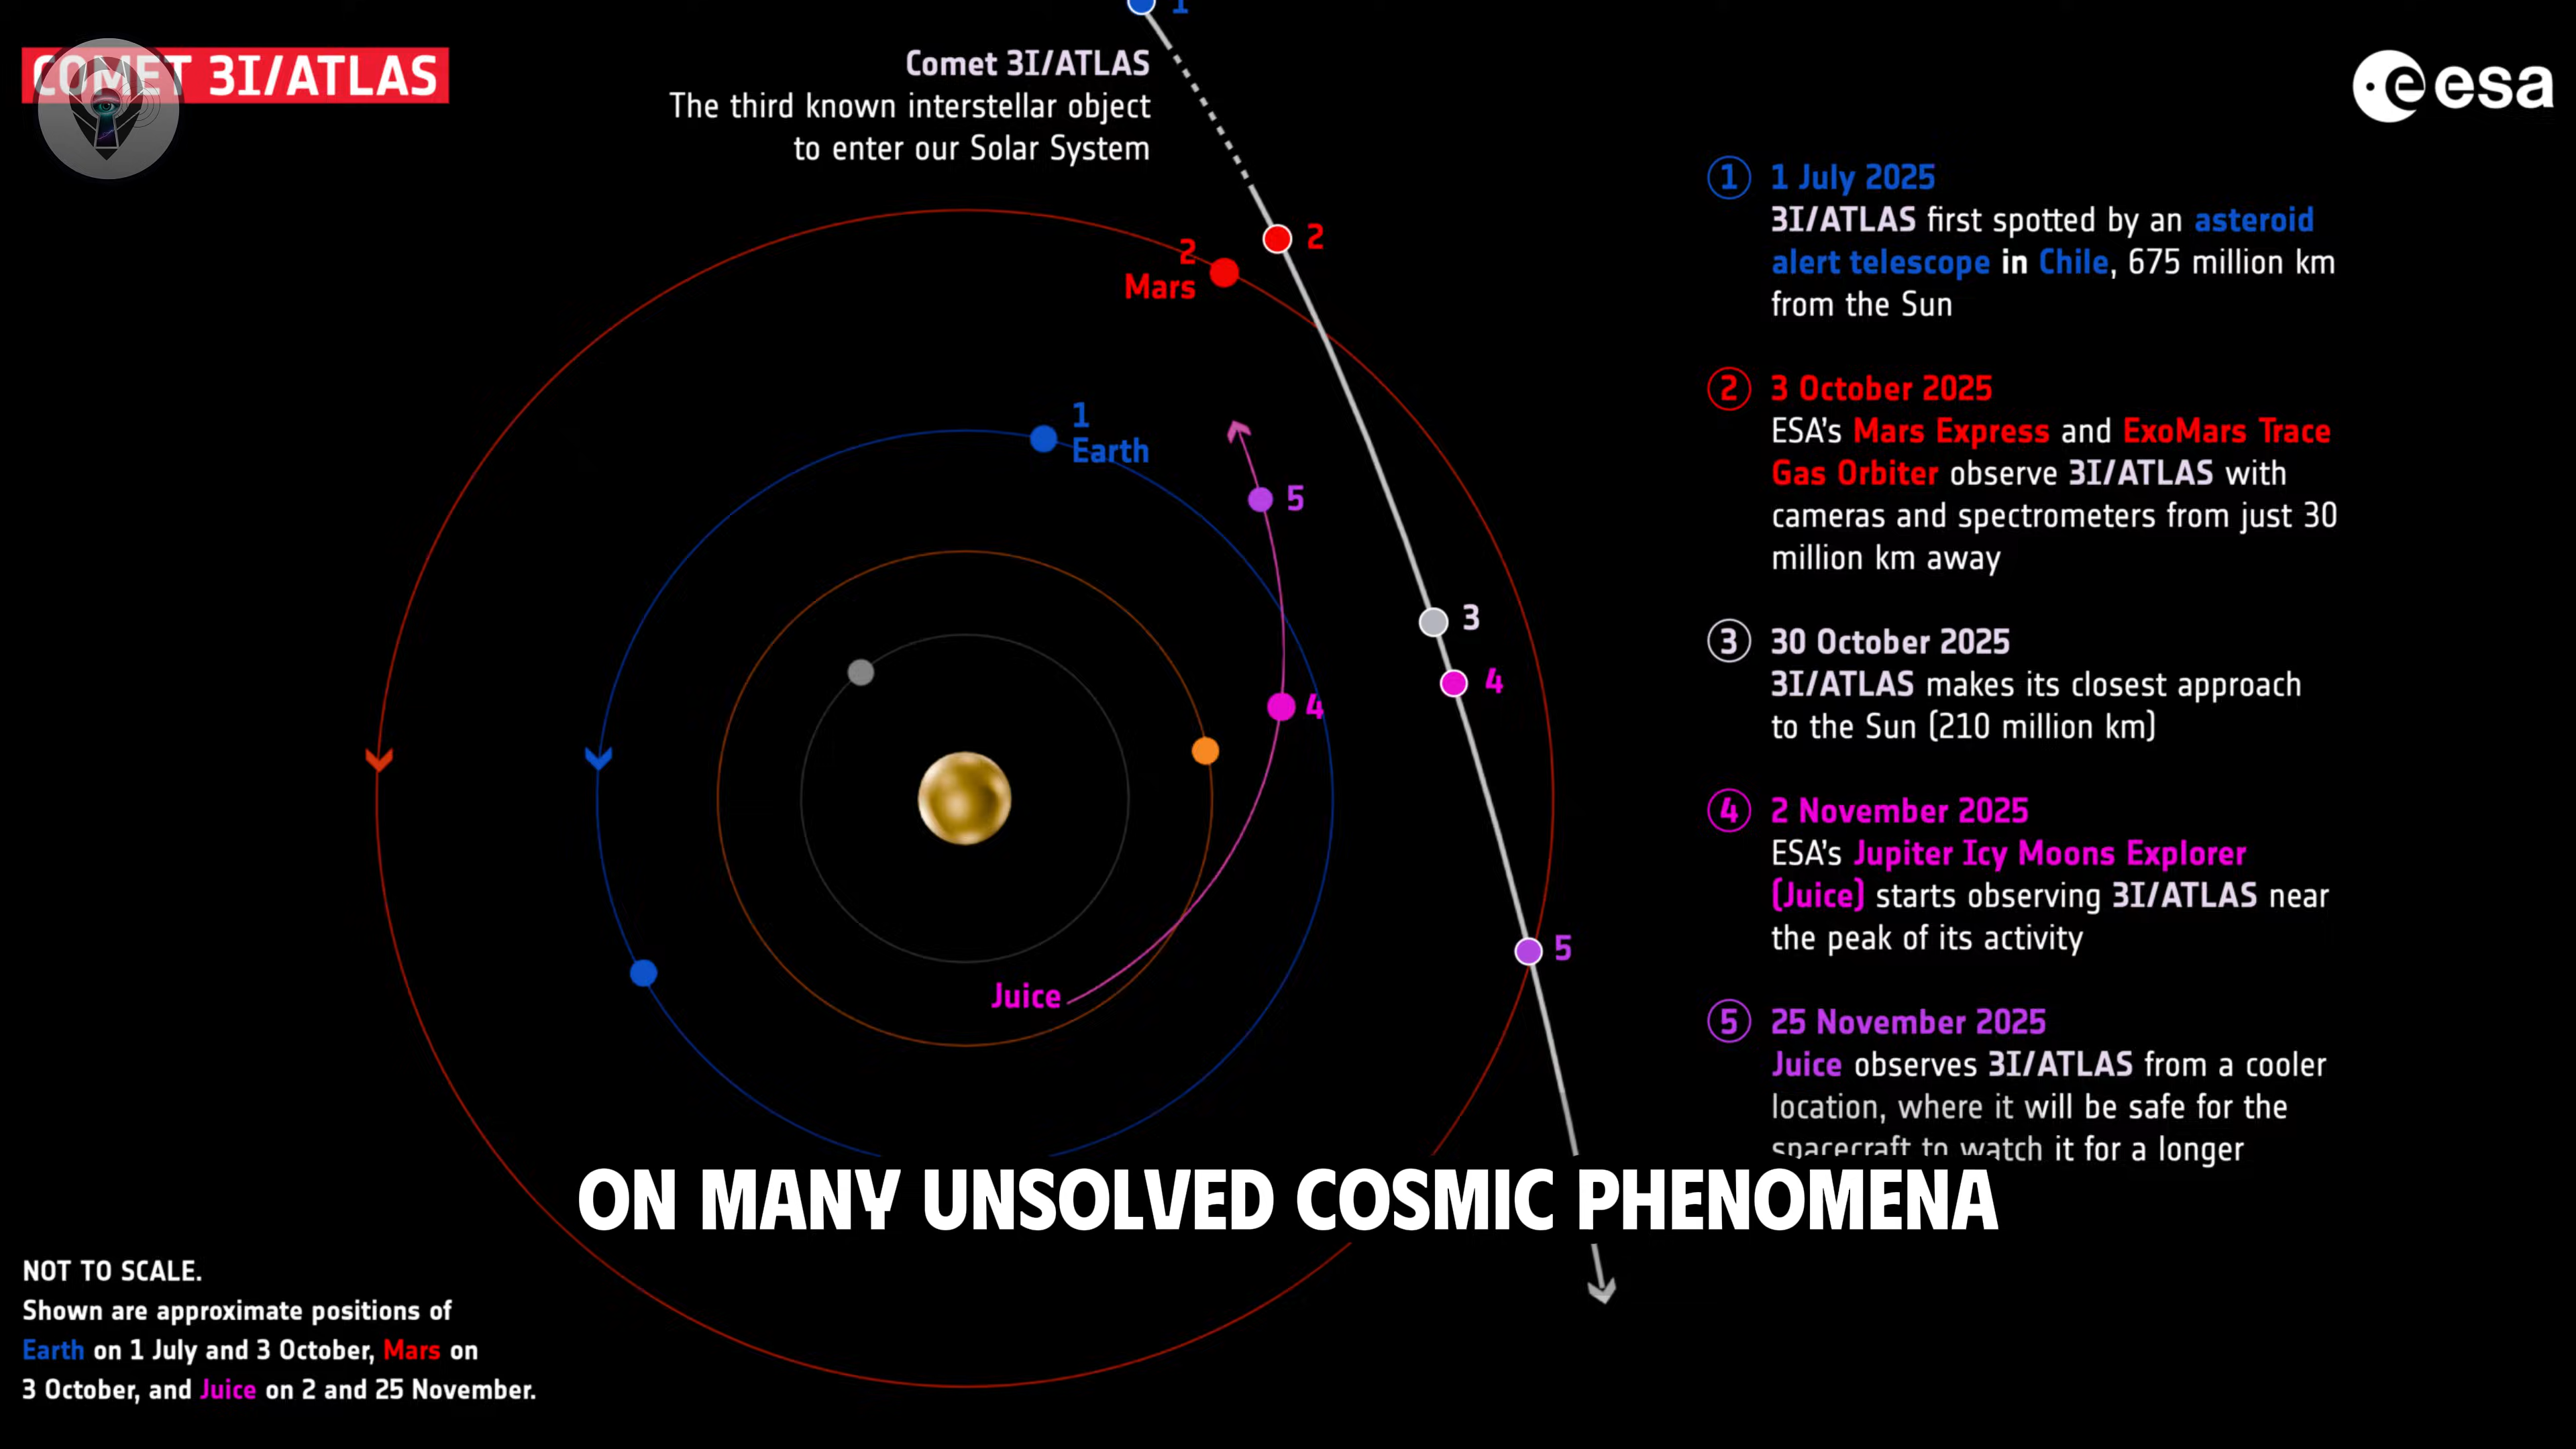 COMET 3I/ATLAS
1
Comet 3I/ATLAS
The third known interstellar object
to enter our Solar System
esa
2
2
Mars
1
Earth
5
3
4
4
5
Juice
1 1 July 2025
3I/ATLAS first spotted by an asteroid
alert telescope in Chile, 675 million km
from the Sun
2 3 October 2025
ESA's Mars Express and ExoMars Trace
Gas Orbiter observe 3I/ATLAS with
cameras and spectrometers from just 30
million km away
3 30 October 2025
3I/ATLAS makes its closest approach
to the Sun (210 million km)
4 2 November 2025
ESA's Jupiter Icy Moons Explorer
(Juice) starts observing 3I/ATLAS near
the peak of its activity
5 25 November 2025
Juice observes 3I/ATLAS from a cooler
location, where it will be safe for the
spacecraft to watch it for a longer
ON MANY UNSOLVED COSMIC PHENOMENA
NOT TO SCALE.
Shown are approximate positions of
Earth on 1 July and 3 October, Mars on
3 October, and Juice on 2 and 25 November.